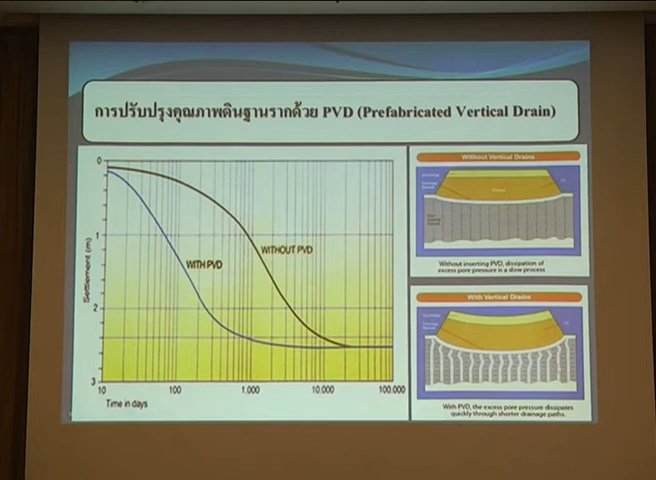 การปรับปรุงคุณภาพดินฐานรากด้วย PVD (Prefabricated Vertical Drain)
0
1
2
3
Settlement (m)
WITH PVD
WITHOUT PVD
10
100
1.000
10.000
100.000
Time in days
Without Vertical Drains
Without inserting PVD, dissipation of
excess pore pressure is a slow process
With Vertical Drains
With PVD, the excess pore pressure dissipates
quickly through shorter drainage paths.